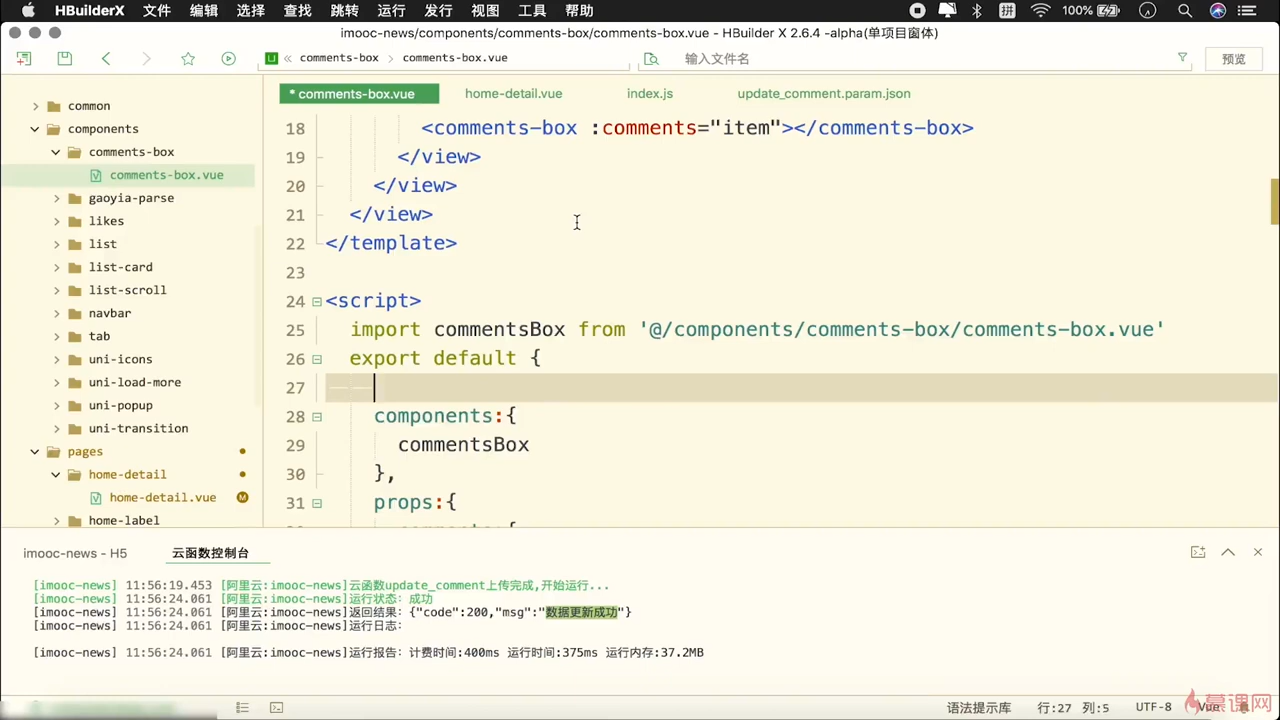 HBuilderX 文件 编辑 选择 查找 跳转 运行 发行 视图 工具 帮助 拼 100%
imooc-news/components/comments-box/comments-box.vue - HBuilder X 2.6.4 -alpha(单项目窗体)
« comments-box > comments-box.vue 输入文件名 预览
* comments-box.vue home-detail.vue index.js update_comment.param.json
common
components
comments-box
comments-box.vue
gaoyia-parse
likes
list
list-card
list-scroll
navbar
tab
uni-icons
uni-load-more
uni-popup
uni-transition
pages
home-detail
home-detail.vue M
home-label
18 <comments-box :comments="item"></comments-box>
19 </view>
20 </view>
21 </view>
22 </template>
23
24 <script>
25 import commentsBox from '@/components/comments-box/comments-box.vue'
26 export default {
27
28 components:{
29 commentsBox
30 },
31 props:{
imooc-news - H5 云函数控制台
[imooc-news] 11:56:19.453 [阿里云:imooc-news]云函数update_comment上传完成,开始运行...
[imooc-news] 11:56:24.061 [阿里云:imooc-news]运行状态: 成功
[imooc-news] 11:56:24.061 [阿里云:imooc-news]返回结果: {"code":200,"msg":"数据更新成功"}
[imooc-news] 11:56:24.061 [阿里云:imooc-news]运行日志:
[imooc-news] 11:56:24.061 [阿里云:imooc-news]运行报告: 计费时间:400ms 运行时间:375ms 运行内存:37.2MB
语法提示库 行:27 列:5 UTF-8 Vue
慕课网